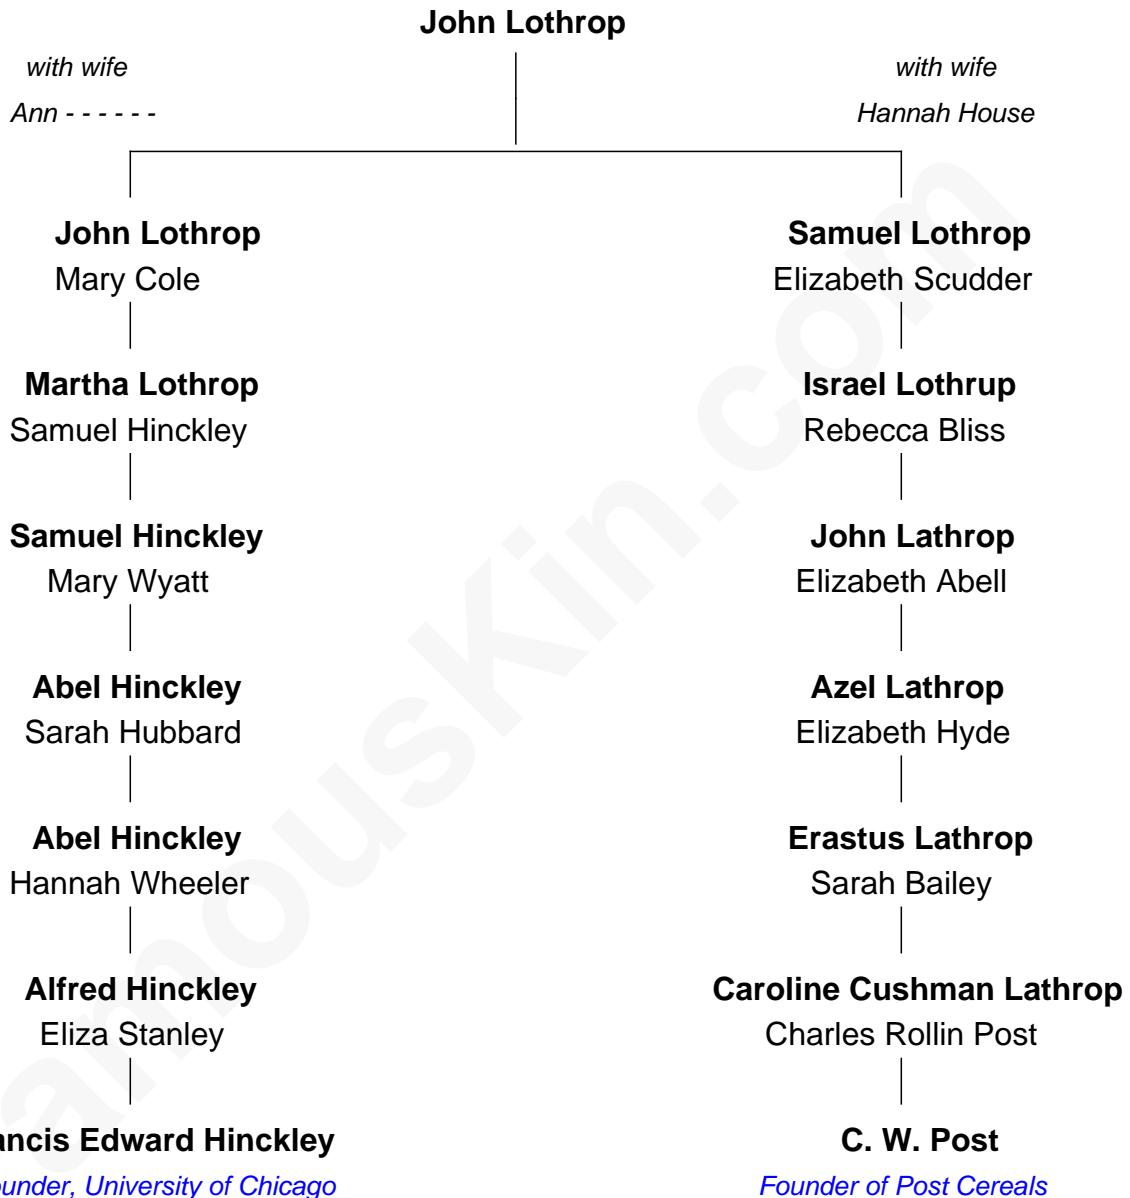 John Lothrop
with wife
with wife
Ann - - - - - -
Hannah House
John Lothrop
Samuel Lothrop
Mary Cole
Elizabeth Scudder
Martha Lothrop
Israel Lothrup
Samuel Hinckley
Rebecca Bliss
Samuel Hinckley
John Lathrop
Mary Wyatt
Elizabeth Abell
Abel Hinckley
Azel Lathrop
Sarah Hubbard
Elizabeth Hyde
Abel Hinckley
Erastus Lathrop
Hannah Wheeler
Sarah Bailey
Alfred Hinckley
Caroline Cushman Lathrop
Eliza Stanley
Charles Rollin Post
ancis Edward Hinckley
C. W. Post
ounder, University of Chicago
Founder of Post Cereals
amouskin.com